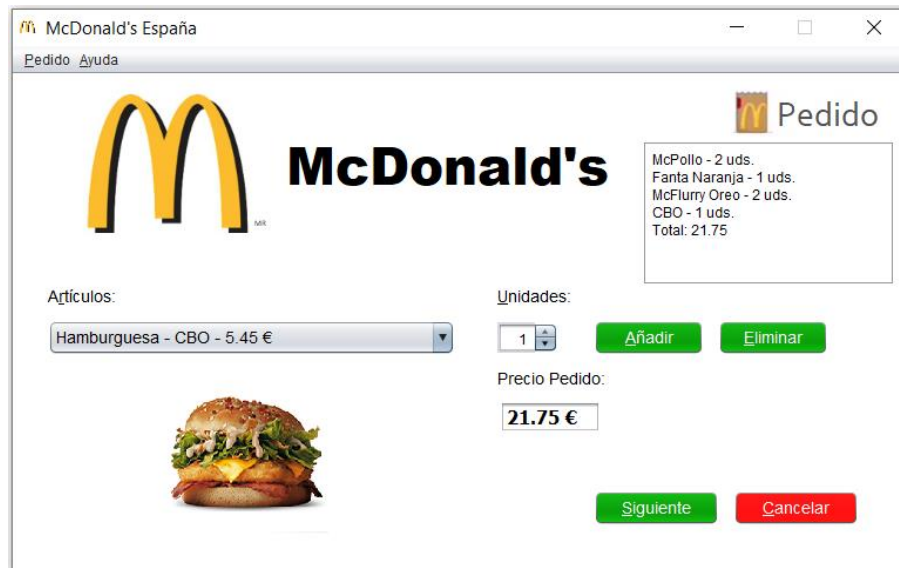 McDonald's España
Pedido Ayuda
Pedido
McDonald's
MR
McPollo - 2 uds.
Fanta Naranja - 1 uds.
McFlurry Oreo - 2 uds.
CBO - 1 uds.
Total: 21.75
Artículos:
Unidades:
Hamburguesa - CBO - 5.45 €
1
Añadir
Eliminar
Precio Pedido:
21.75 €
Siguiente
Cancelar